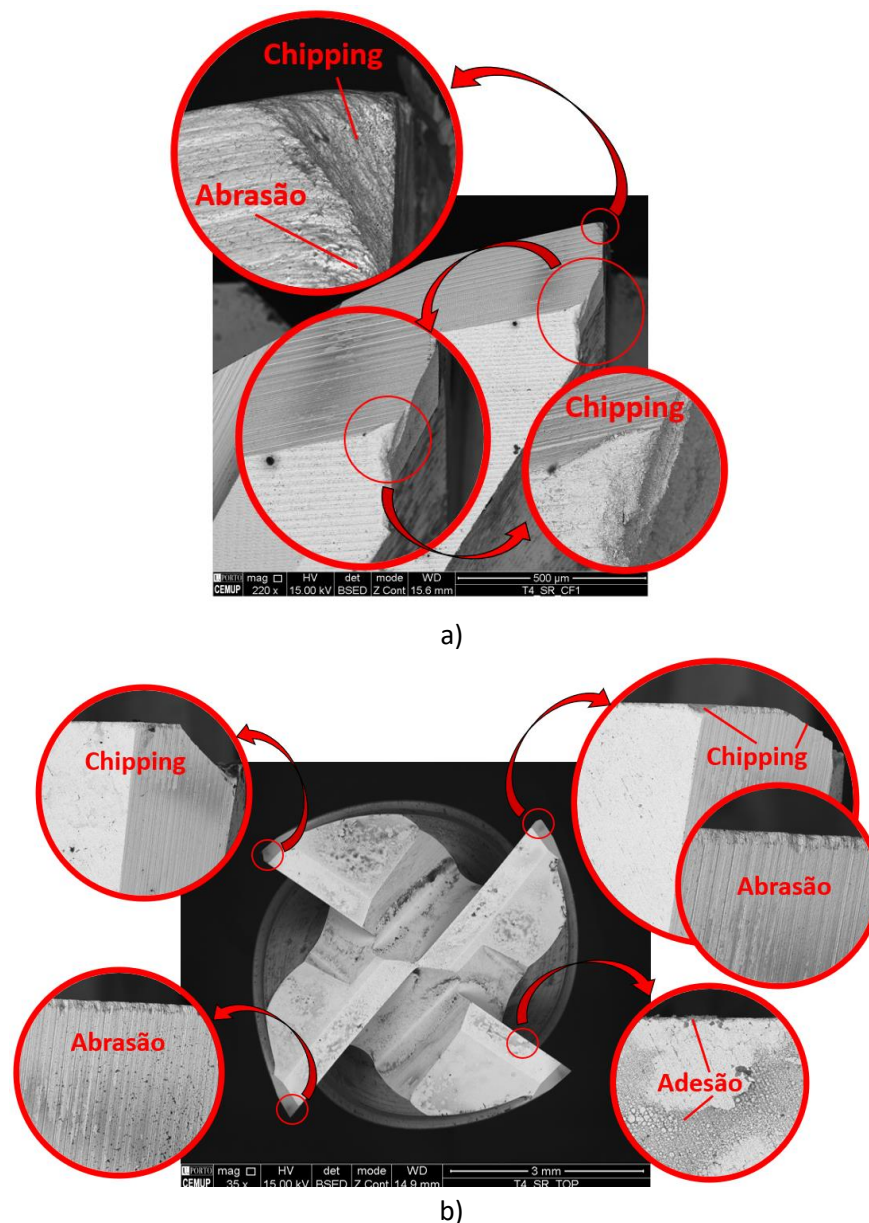 Chipping
Abrasão
Chipping
U.PORTO
CEMUP
mag
220 x
HV
15.00 kV
det
BSED
mode
Z Cont
WD
15.6 mm
500 µm
T4_SR_CF1
a)
Chipping
Chipping
Abrasão
Abrasão
Adesão
U.PORTO
CEMUP
mag
35 x
HV
15.00 kV
det
BSED
mode
Z Cont
WD
14.9 mm
3 mm
T4_SR_TOP
b)